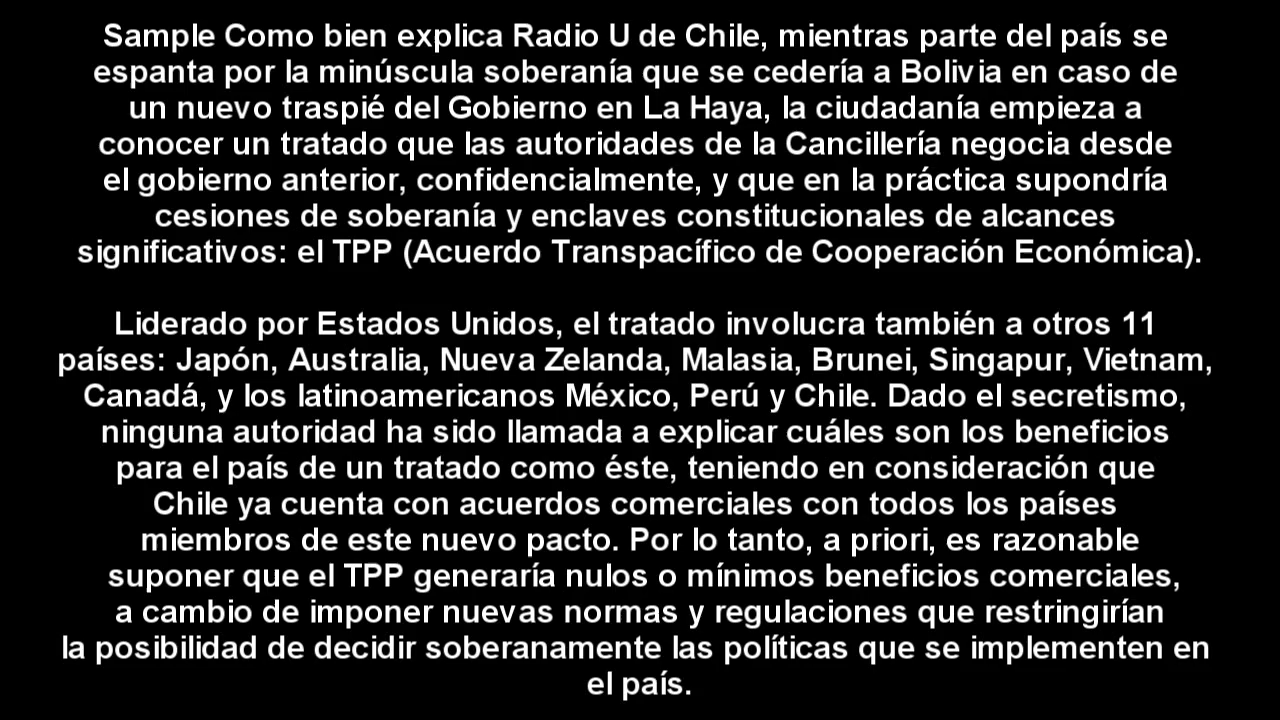 Sample Como bien explica Radio U de Chile, mientras parte del país se
espanta por la minúscula soberanía que se cedería a Bolivia en caso de
un nuevo traspié del Gobierno en La Haya, la ciudadanía empieza a
conocer un tratado que las autoridades de la Cancillería negocia desde
el gobierno anterior, confidencialmente, y que en la práctica supondría
cesiones de soberanía y enclaves constitucionales de alcances
significativos: el TPP (Acuerdo Transpacífico de Cooperación Económica).
Liderado por Estados Unidos, el tratado involucra también a otros 11
países: Japón, Australia, Nueva Zelanda, Malasia, Brunei, Singapur, Vietnam,
Canadá, y los latinoamericanos México, Perú y Chile. Dado el secretismo,
ninguna autoridad ha sido llamada a explicar cuáles son los beneficios
para el país de un tratado como éste, teniendo en consideración que
Chile ya cuenta con acuerdos comerciales con todos los países
miembros de este nuevo pacto. Por lo tanto, a priori, es razonable
suponer que el TPP generaría nulos o mínimos beneficios comerciales,
a cambio de imponer nuevas normas y regulaciones que restringirían
la posibilidad de decidir soberanamente las políticas que se implementen en
el país.